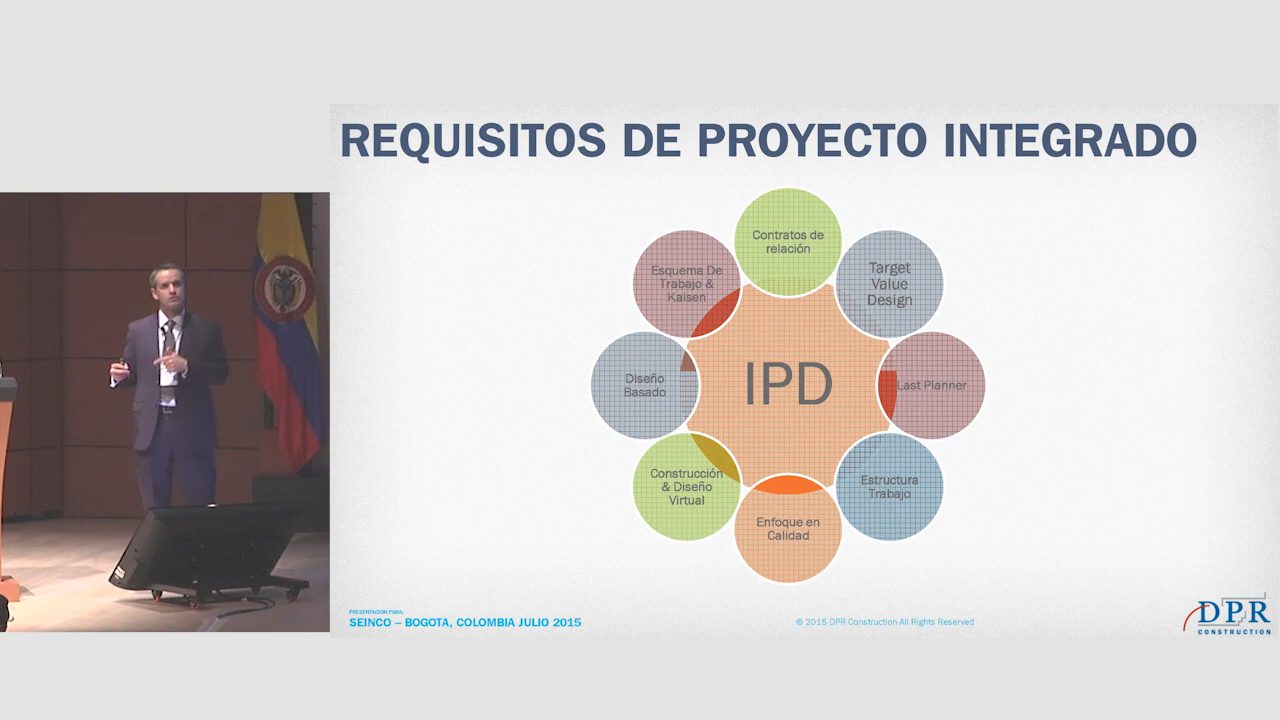 REQUISITOS DE PROYECTO INTEGRADO
Contratos de
relación
Target
Value
Design
Last Planner
Estructura
Trabajo
Enfoque en
Calidad
Construcción
& Diseño
Virtual
Diseño
Basado
Esquema De
Trabajo &
Kaisen
IPD
PRESENTACIÓN PARA:
SEINCO – BOGOTA, COLOMBIA JULIO 2015
© 2015 DPR Construction All Rights Reserved
DPR
CONSTRUCTION